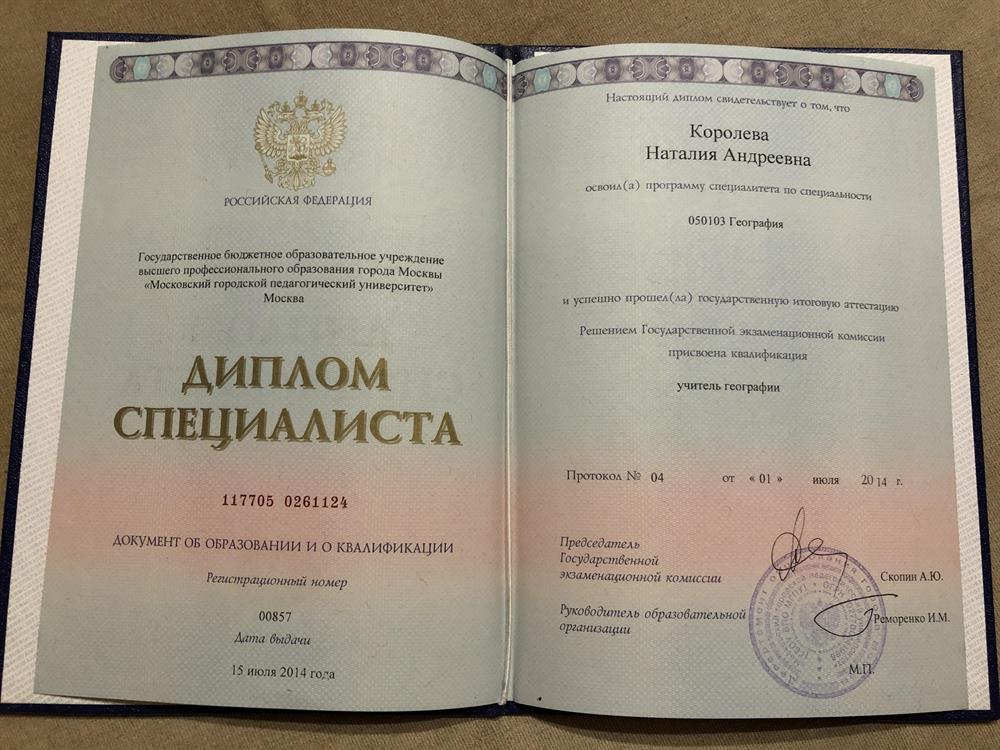 РОССИЙСКАЯ ФЕДЕРАЦИЯ
Государственное бюджетное образовательное учреждение
высшего профессионального образования города Москвы
«Московский городской педагогический университет»
Москва
ДИПЛОМ
СПЕЦИАЛИСТА
117705 0261124
ДОКУМЕНТ ОБ ОБРАЗОВАНИИ И О КВАЛИФИКАЦИИ
Регистрационный номер
00857
Дата выдачи
15 июля 2014 года
Настоящий диплом свидетельствует о том, что
Королева
Наталия Андреевна
освоил(а) программу специалитета по специальности
050103 География
и успешно прошел(ла) государственную итоговую аттестацию
Решением Государственной экзаменационной комиссии
присвоена квалификация
учитель географии
Протокол № 04 от «01» июля 2014 г.
Председатель
Государственной
экзаменационной комиссии
Скопин А.Ю.
Руководитель образовательной
организации
Реморенко И.М.
М.П.